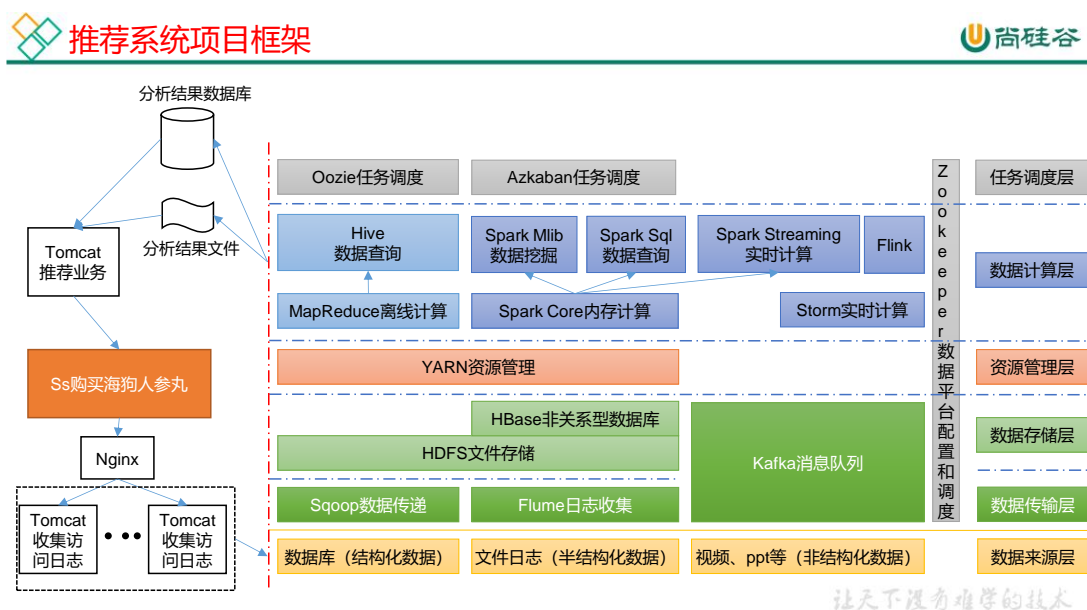 推荐系统项目框架
尚硅谷
分析结果数据库
分析结果文件
Tomcat
推荐业务
Ss购买海狗人参丸
Nginx
Tomcat
收集访
问日志
•••
Tomcat
收集访
问日志
Oozie任务调度
Azkaban任务调度
任务调度层
Hive
数据查询
Spark Mlib
数据挖掘
Spark Sql
数据查询
Spark Streaming
实时计算
Flink
数据计算层
MapReduce离线计算
Spark Core内存计算
Storm实时计算
YARN资源管理
资源管理层
HBase非关系型数据库
HDFS文件存储
Kafka消息队列
数据存储层
Sqoop数据传递
Flume日志收集
数据传输层
数据库（结构化数据）
文件日志（半结构化数据）
视频、ppt等（非结构化数据）
数据来源层
Zookeeper数据平台配置和调度
让天下没有难学的技术